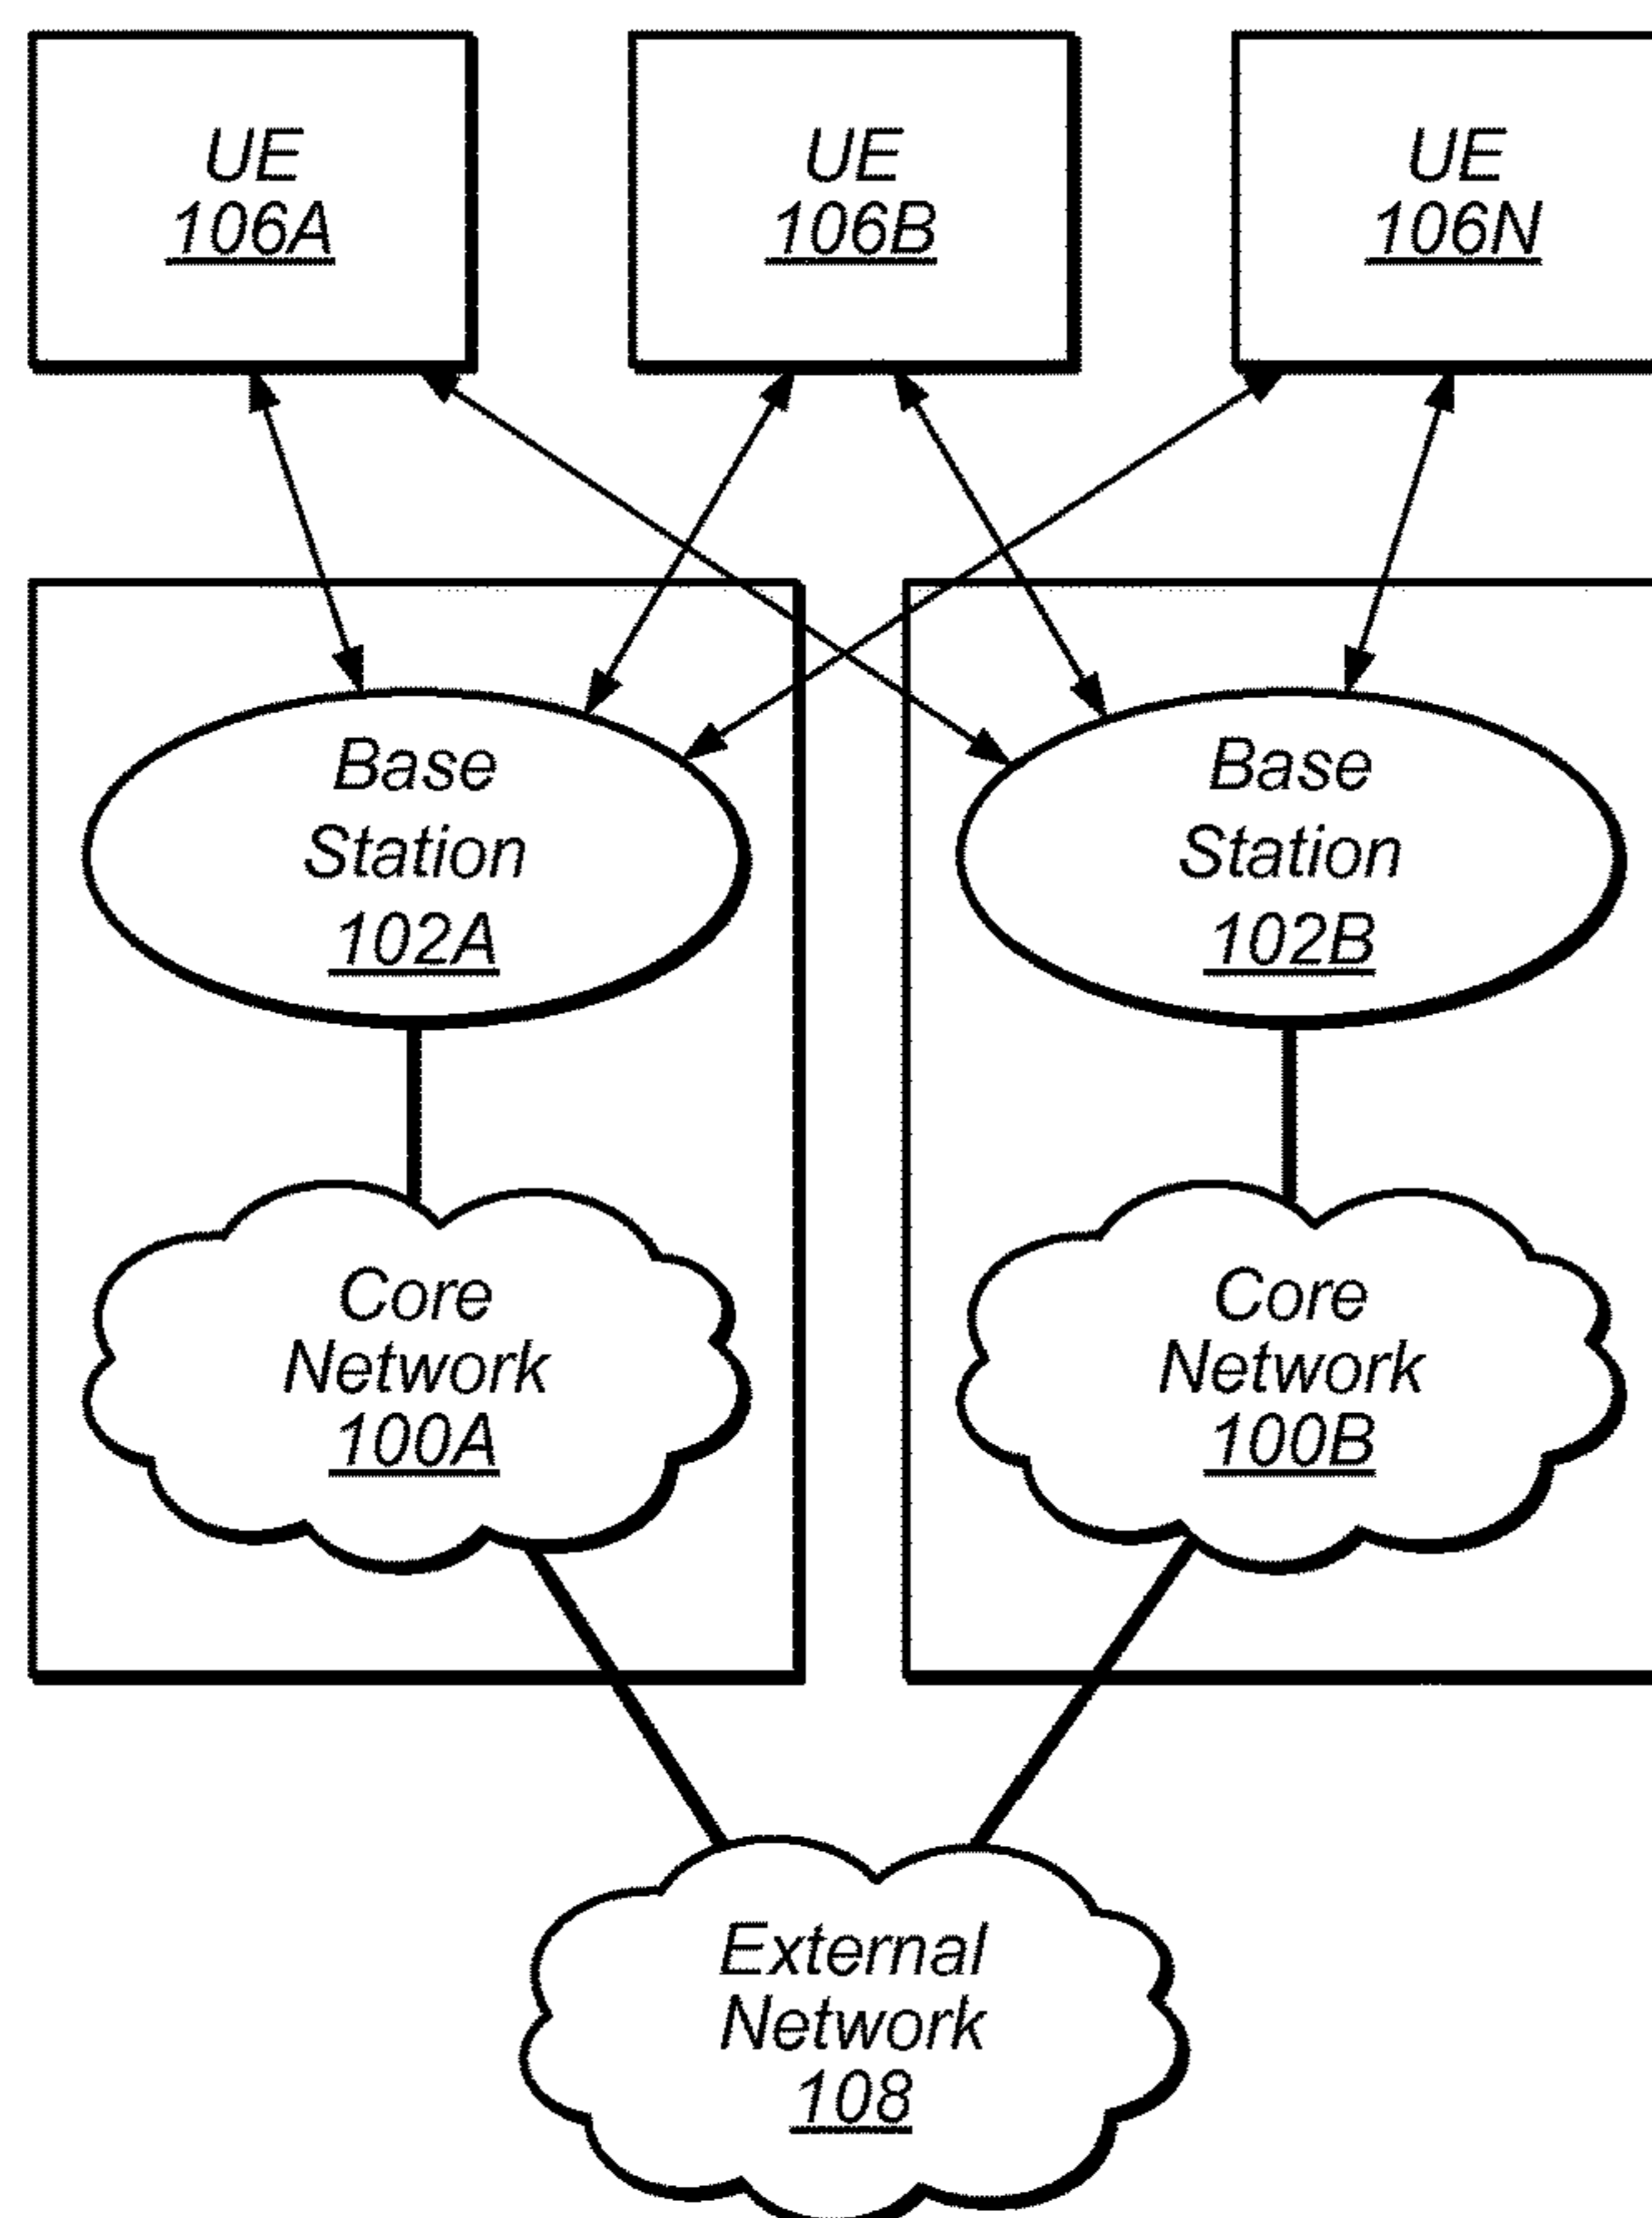 UE
106A
UE
106B
UE
106N
Base
Station
102A
Base
Station
102B
Core
Network
100A
Core
Network
100B
External
Network
108